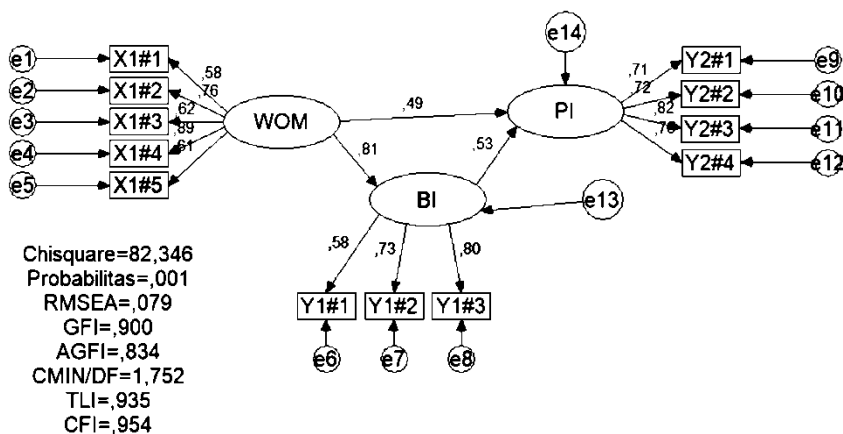 e1
X1#1
e2
X1#2
e3
X1#3
e4
X1#4
e5
X1#5
,58
,76
,62
,89
,61
WOM
,49
,81
e14
PI
,53
BI
e13
,71
,72
,82
Y2#1
e9
Y2#2
e10
Y2#3
e11
Y2#4
e12
,58
,73
,80
Y1#1
Y1#2
Y1#3
e6
e7
e8
Chisquare=82,346
Probabilitas=,001
RMSEA=,079
GFI=,900
AGFI=,834
CMIN/DF=1,752
TLI=,935
CFI=,954